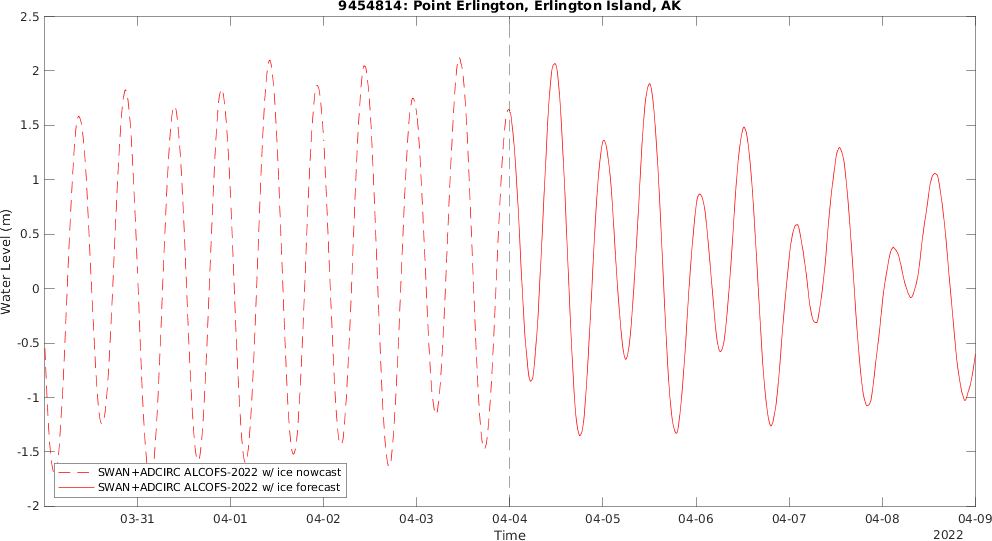 9454814: Point Erlington, Erlington Island, AK
2.5
2
1.5
1
0.5
0
-0.5
-1
-1.5
-2
Water Level (m)
SWAN+ADCIRC ALCOFS-2022 w/ ice nowcast
SWAN+ADCIRC ALCOFS-2022 w/ ice forecast
03-31 04-01 04-02 04-03 04-04 04-05 04-06 04-07 04-08 04-09
Time
2022